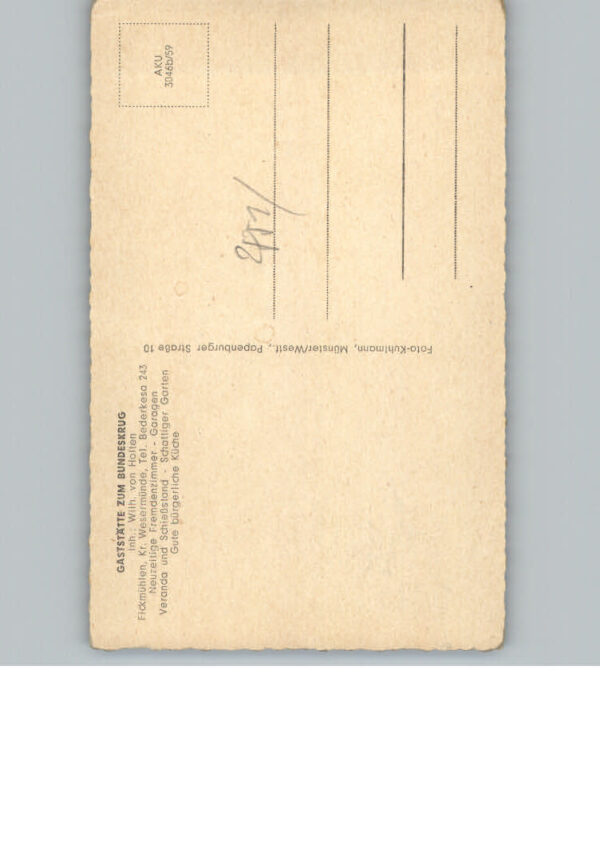 GASTSTÄTTE ZUM BUNDESKRUG
Inh.: Wilh. von Holten
Fickmühlen, Kr. Wesermünde, Tel. Bederkesa 243
Neuzeitige Fremdenzimmer - Garagen
Veranda und Schießstand - Schattiger Garten
Gute bürgerliche Küche
Foto-Kuhlmann, Münster/Westf., Papenburger Straße 10
AKU
3046b/59